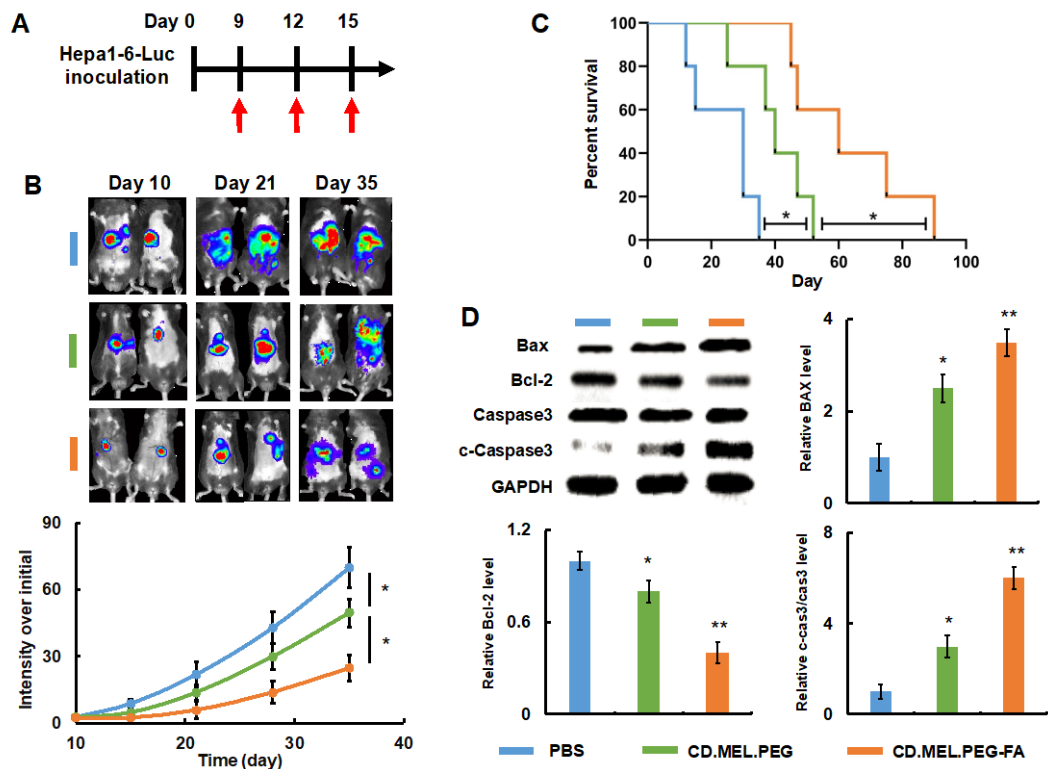 A
Day 0 9 12 15
Hepa1-6-Luc
inoculation
B
Day 10 Day 21 Day 35
90
60
30
0
Intensity over initial
*
*
10 20 30 40
Time (day)
C
100
80
60
40
20
0
Percent survival
* *
0 20 40 60 80 100
Day
D
Bax
Bcl-2
Caspase3
c-Caspase3
GAPDH
Relative BAX level
4
2
0
*
**
Relative Bcl-2 level
1.2
0.6
0
*
**
Relative c-cas3/cas3 level
8
4
0
*
**
PBS CD.MEL.PEG CD.MEL.PEG-FA